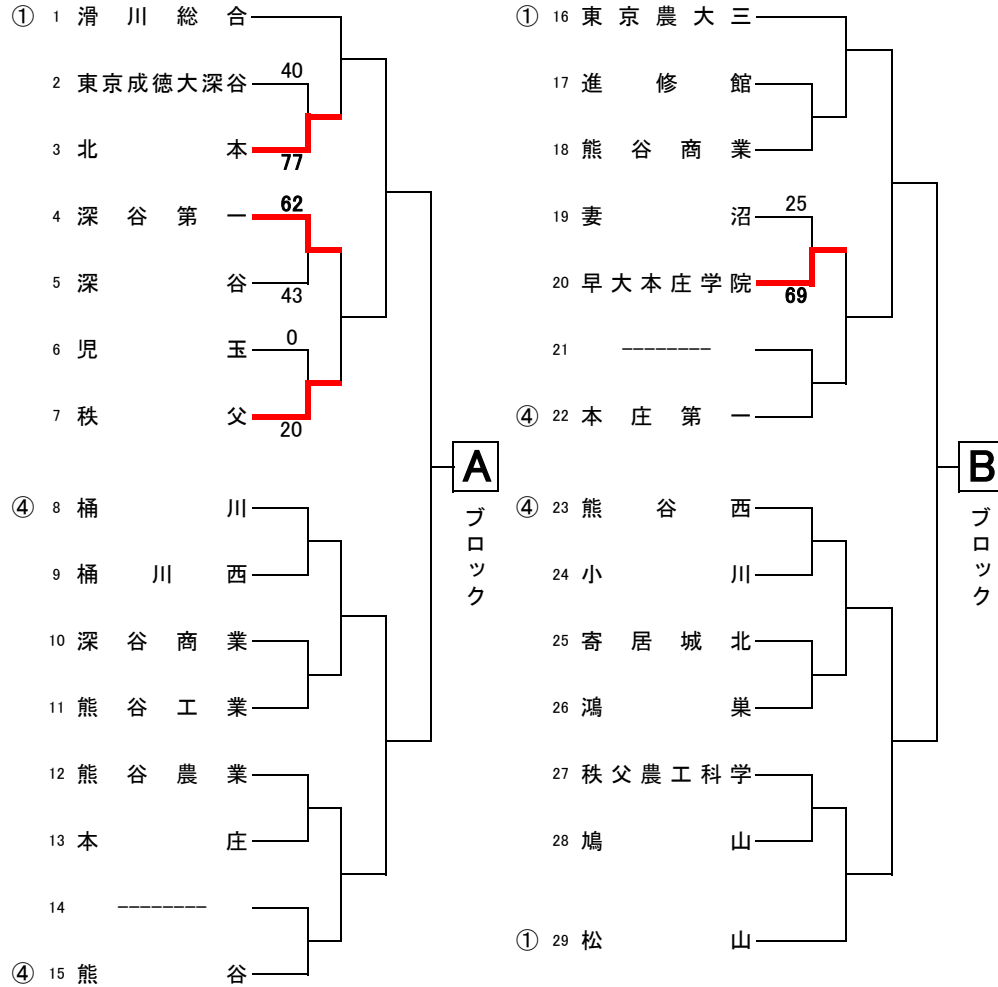 ① 1 滑川総合
40
2 東京成徳大深谷
3 北本
77
62
4 深谷第一
5 深谷
43
0
6 児玉
7 秩父
20
④ 8 桶川
9 桶川西
10 深谷商業
11 熊谷工業
12 熊谷農業
13 本庄
14 --------
④ 15 熊谷
A
ブロック
① 16 東京農大三
17 進修館
18 熊谷商業
25
19 妻沼
20 早大本庄学院
69
21 --------
④ 22 本庄第一
④ 23 熊谷西
24 小川
25 寄居城北
26 鴻巣
27 秩父農工科学
28 鳩山
① 29 松山
B
ブロック